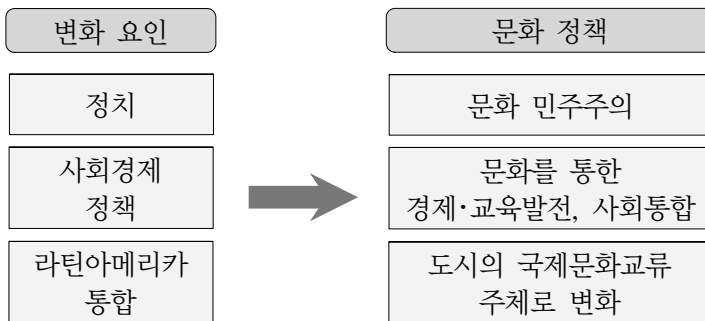 변화 요인
문화 정책
정치
문화 민주주의
사회경제
정책
문화를 통한
경제·교육발전, 사회통합
라틴아메리카
통합
도시의 국제문화교류
주체로 변화